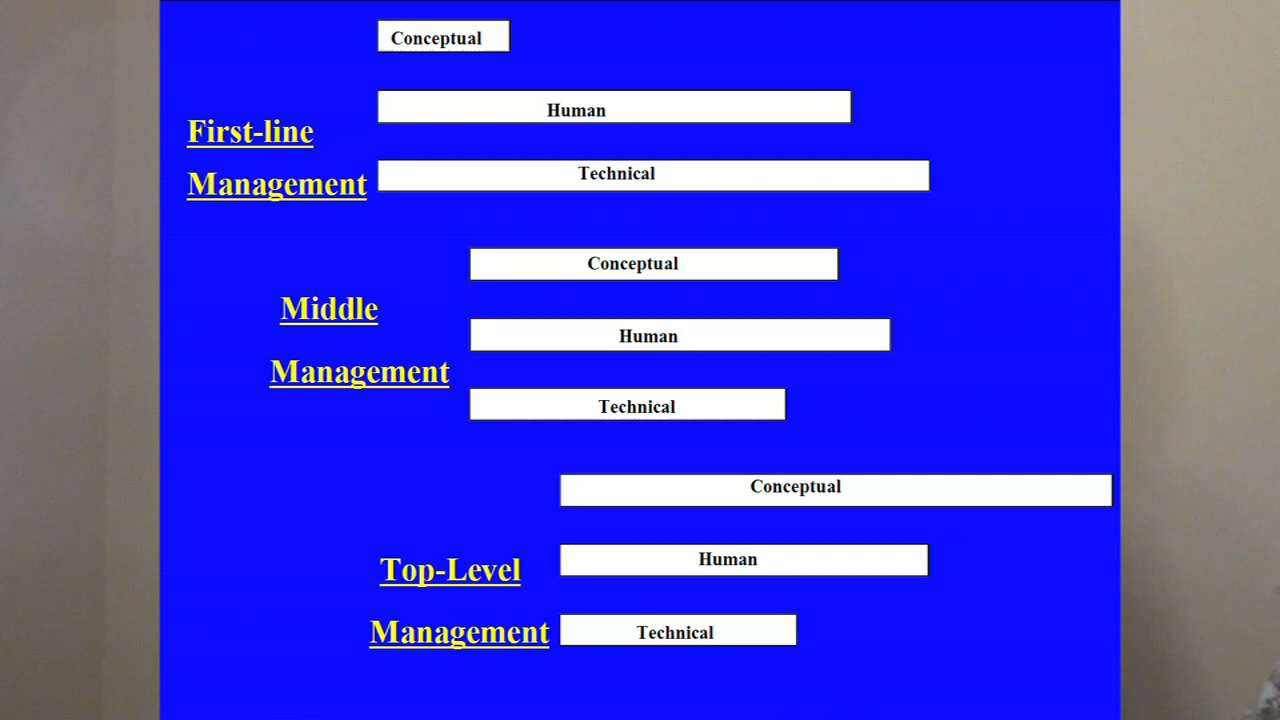 Conceptual
Human
First-line
Technical
Management
Conceptual
Middle
Human
Management
Technical
Conceptual
Human
Top-Level
Technical
Management